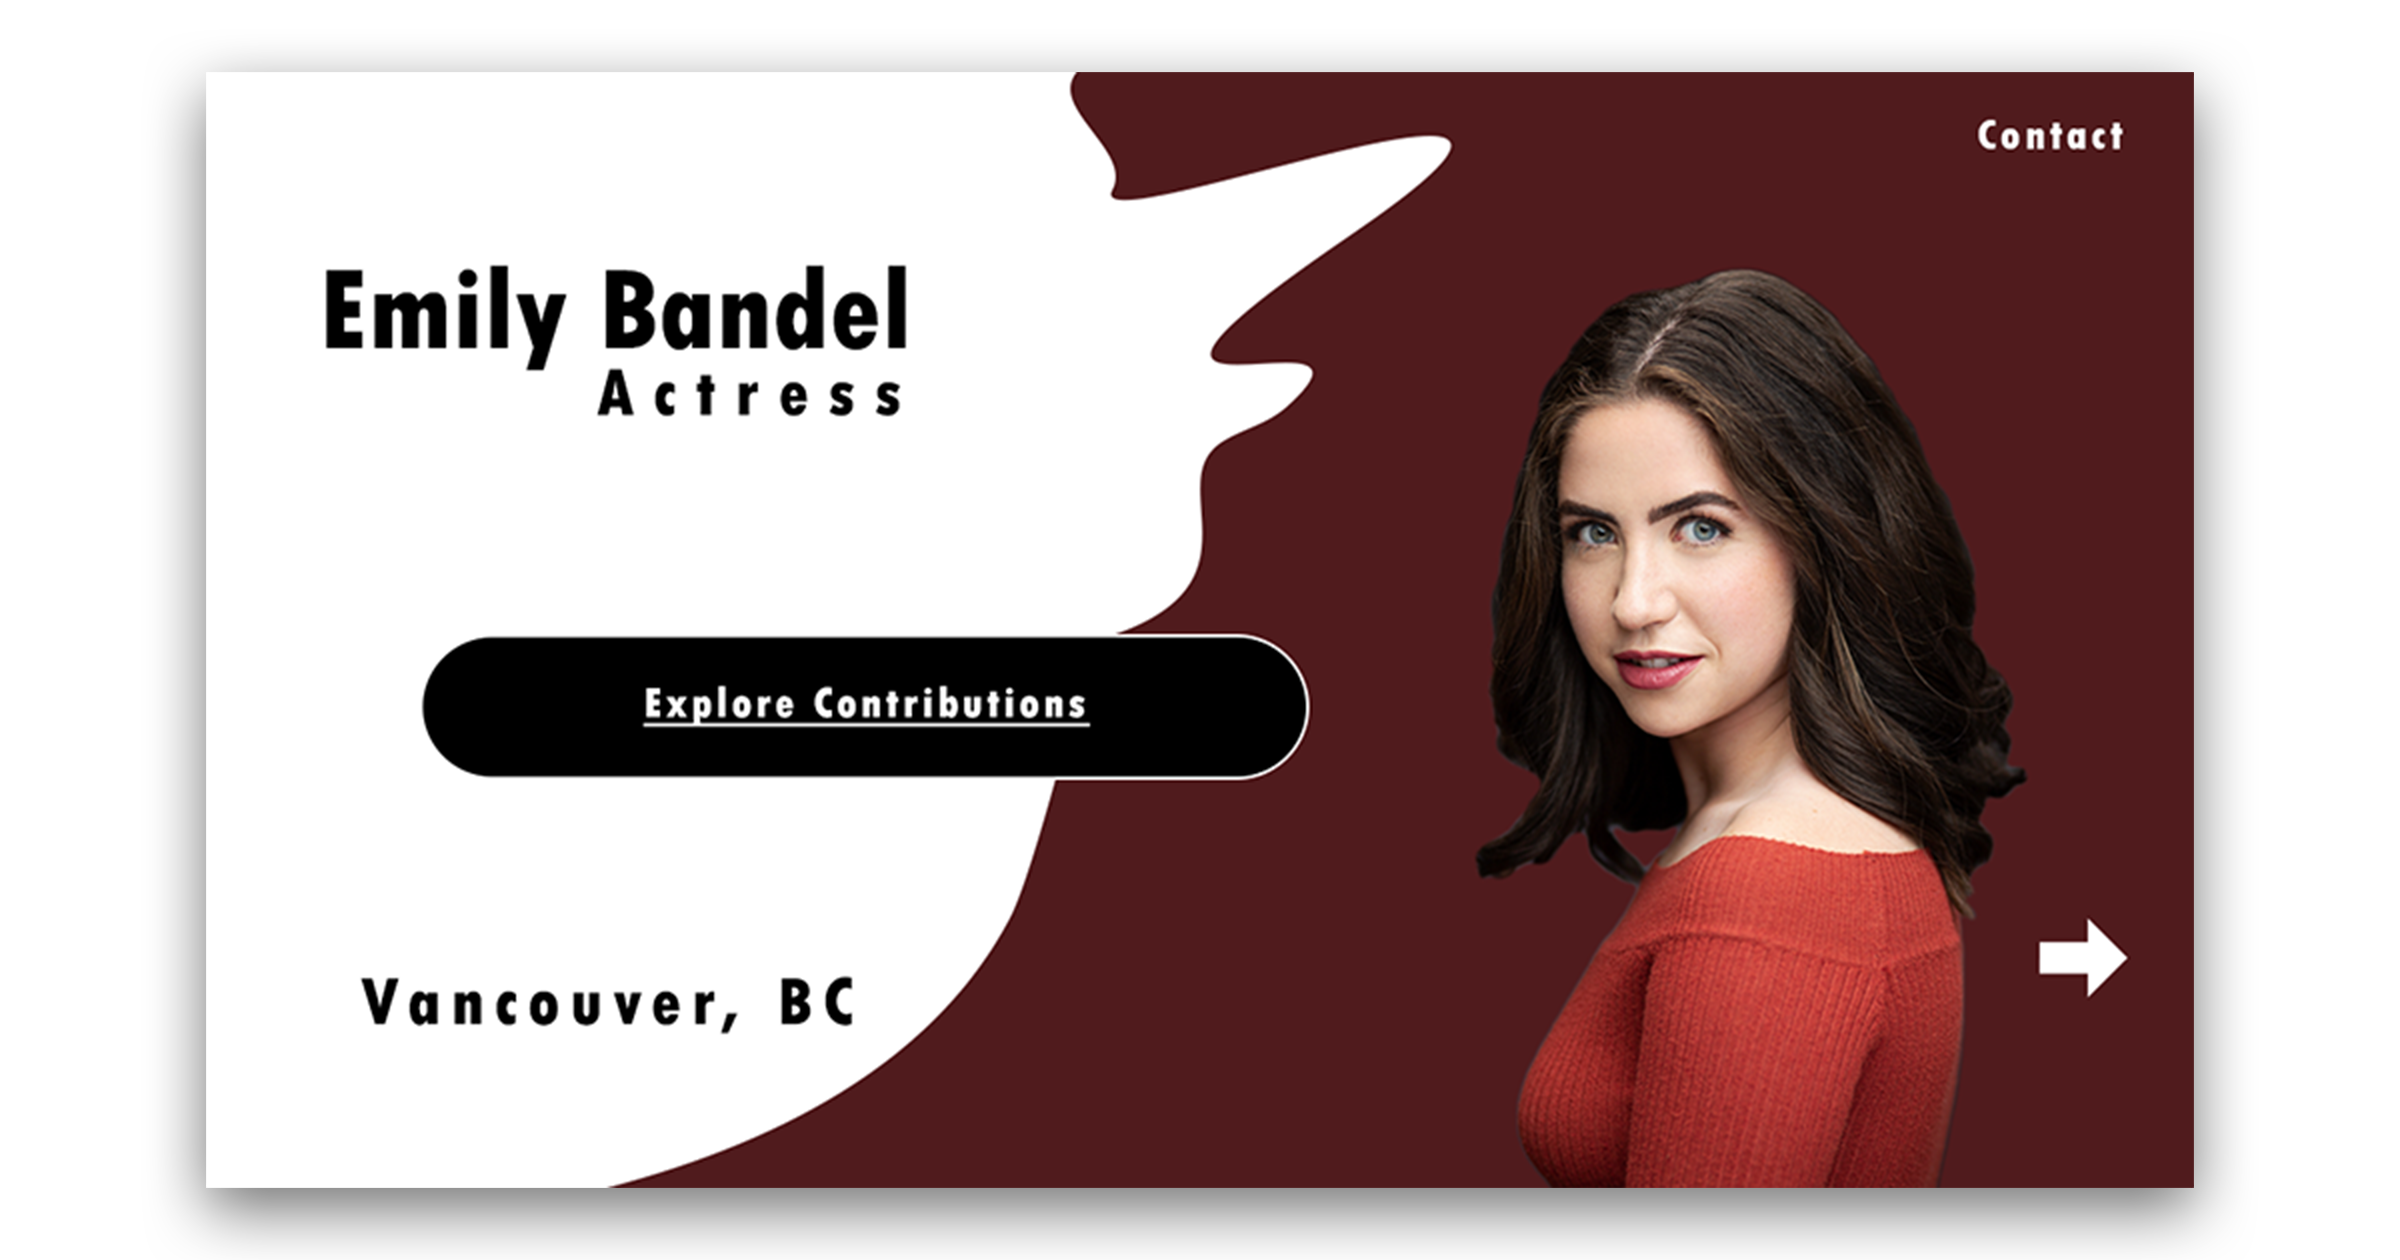 Contact
Emily Bandel
Actress
Explore Contributions
Vancouver, BC